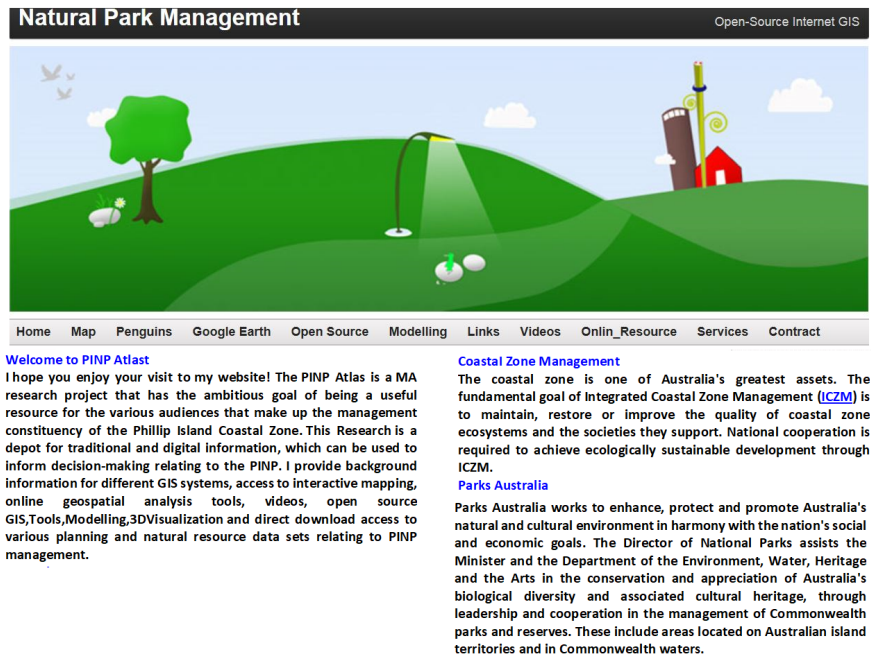 Natural Park Management
Open-Source Internet GIS
Home Map Penguins Google Earth Open Source Modelling Links Videos Onlin_Resource Services Contract
Welcome to PINP Atlast
I hope you enjoy your visit to my website! The PINP Atlas is a MA
research project that has the ambitious goal of being a useful
resource for the various audiences that make up the management
constituency of the Phillip Island Coastal Zone. This Research is a
depot for traditional and digital information, which can be used to
inform decision-making relating to the PINP. I provide background
information for different GIS systems, access to interactive mapping,
online geospatial analysis tools, videos, open source
GIS,Tools,Modelling,3DVisualization and direct download access to
various planning and natural resource data sets relating to PINP
management.
Coastal Zone Management
The coastal zone is one of Australia's greatest assets. The
fundamental goal of Integrated Coastal Zone Management (ICZM) is
to maintain, restore or improve the quality of coastal zone
ecosystems and the societies they support. National cooperation is
required to achieve ecologically sustainable development through
ICZM.
Parks Australia
Parks Australia works to enhance, protect and promote Australia's
natural and cultural environment in harmony with the nation's social
and economic goals. The Director of National Parks assists the
Minister and the Department of the Environment, Water, Heritage
and the Arts in the conservation and appreciation of Australia's
biological diversity and associated cultural heritage, through
leadership and cooperation in the management of Commonwealth
parks and reserves. These include areas located on Australian island
territories and in Commonwealth waters.